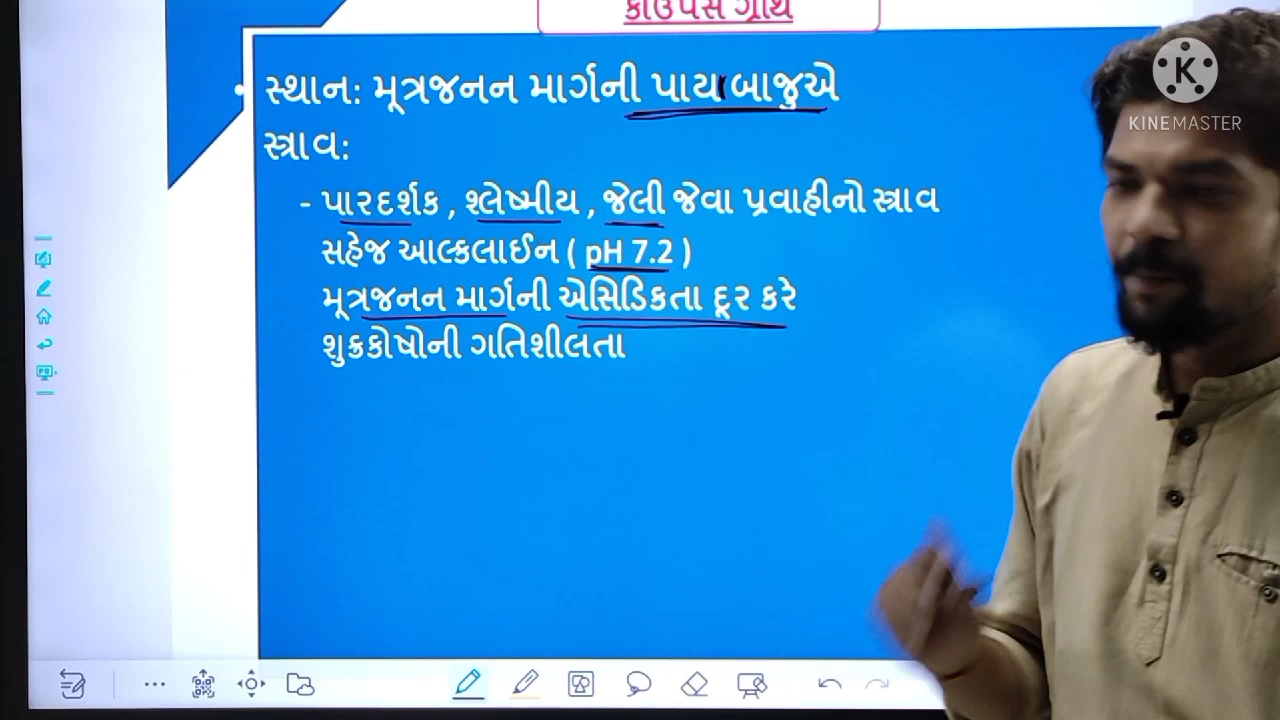 કાઉપર્સ ગ્રંથિ
• સ્થાન: મૂત્રજનન માર્ગની પાય બાજુએ
સ્ત્રાવ:
- પારદર્શક , શ્લેષ્મીય , જેલી જેવા પ્રવાહીનો સ્ત્રાવ
સહેજ આલ્કલાઈન ( pH 7.2 )
મૂત્રજનન માર્ગની એસિડિકતા દૂર કરે
શુક્રકોષોની ગતિશીલતા
K
KINEMASTER